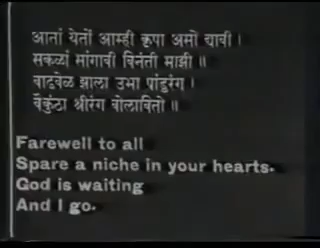 आतां येतों आम्ही कृपा असो द्यावी ।
सकळां सांगावी विनंती माझी ॥
वाढवेळ झाला उभा पांडुरंग ।
वैकुंठा श्रीरंग बोलावितो ॥
Farewell to all
Spare a niche in your hearts.
God is waiting
And I go.